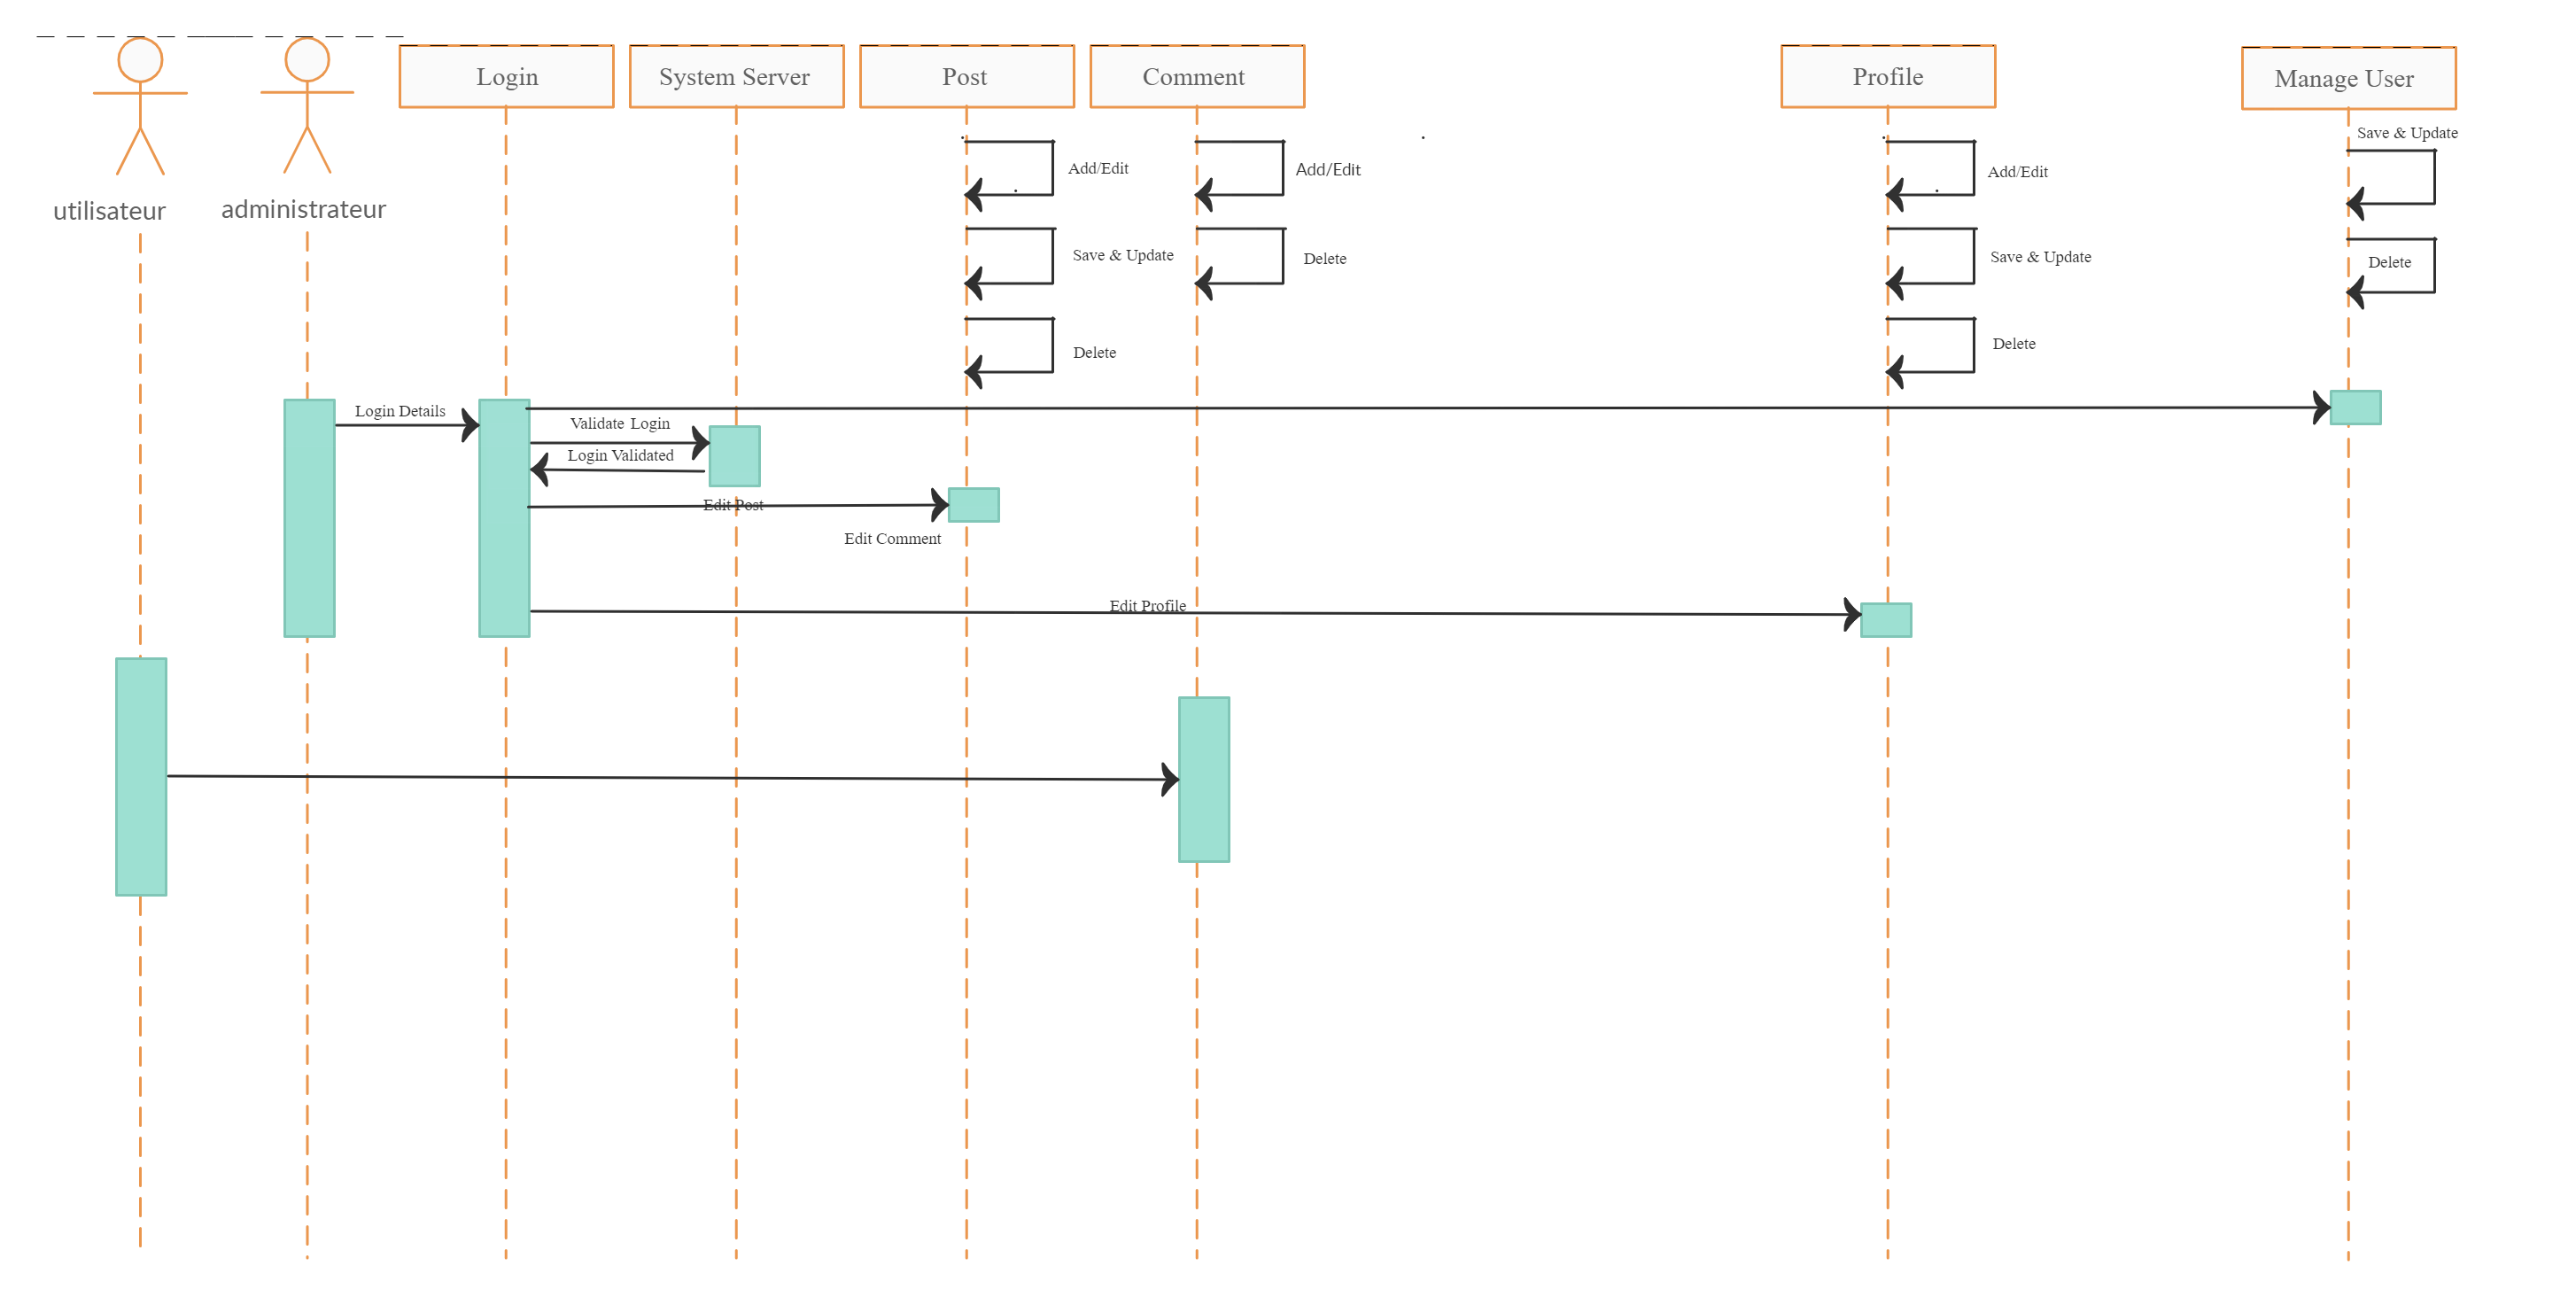 Login
System Server
Post
Comment
Profile
Manage User
utilisateur
administrateur
Save & Update
Add/Edit
Add/Edit
Add/Edit
Save & Update
Delete
Save & Update
Delete
Delete
Delete
Login Details
Validate Login
Login Validated
Edit Post
Edit Comment
Edit Profile